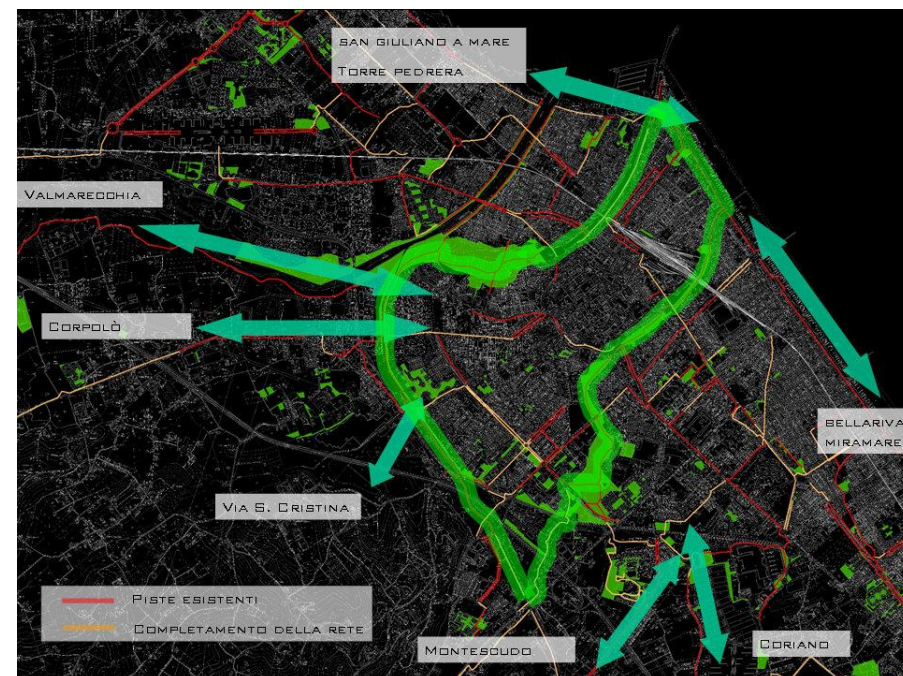 SAN GIULIANO A MARE
TORRE PEDRERA
VALMARECCHIA
CORPOLÒ
BELLARIVA
MIRAMARE
VIA S. CRISTINA
PISTE ESISTENTI
COMPLETAMENTO DELLA RETE
MONTESCUDO
CORIANO